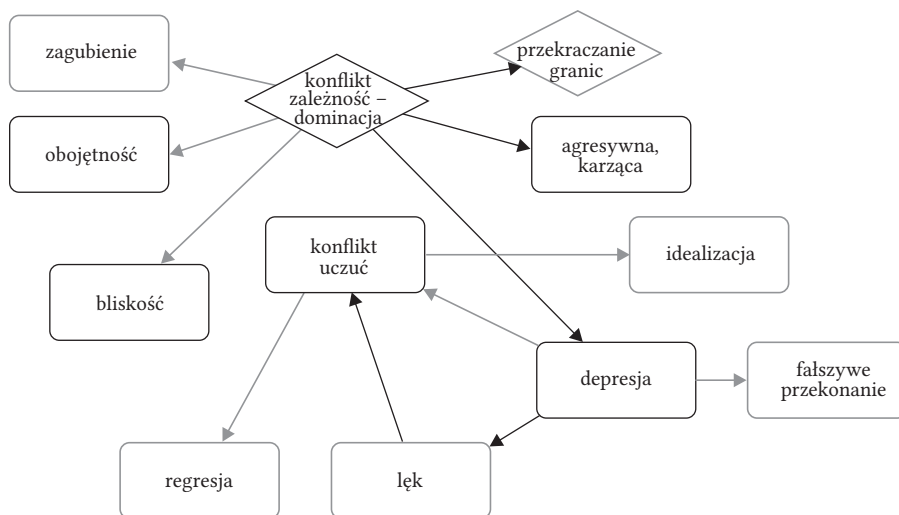 zagubienie
konflikt
zależność –
dominacja
przekraczanie
granic
obojętność
agresywna,
karząca
konflikt
uczuć
idealizacja
bliskość
depresja
fałszywe
przekonanie
regresja
lęk